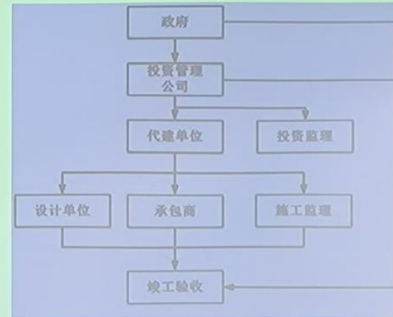 政府
投资管理
公司
代建单位
投资监理
设计单位
承包商
施工监理
竣工验收